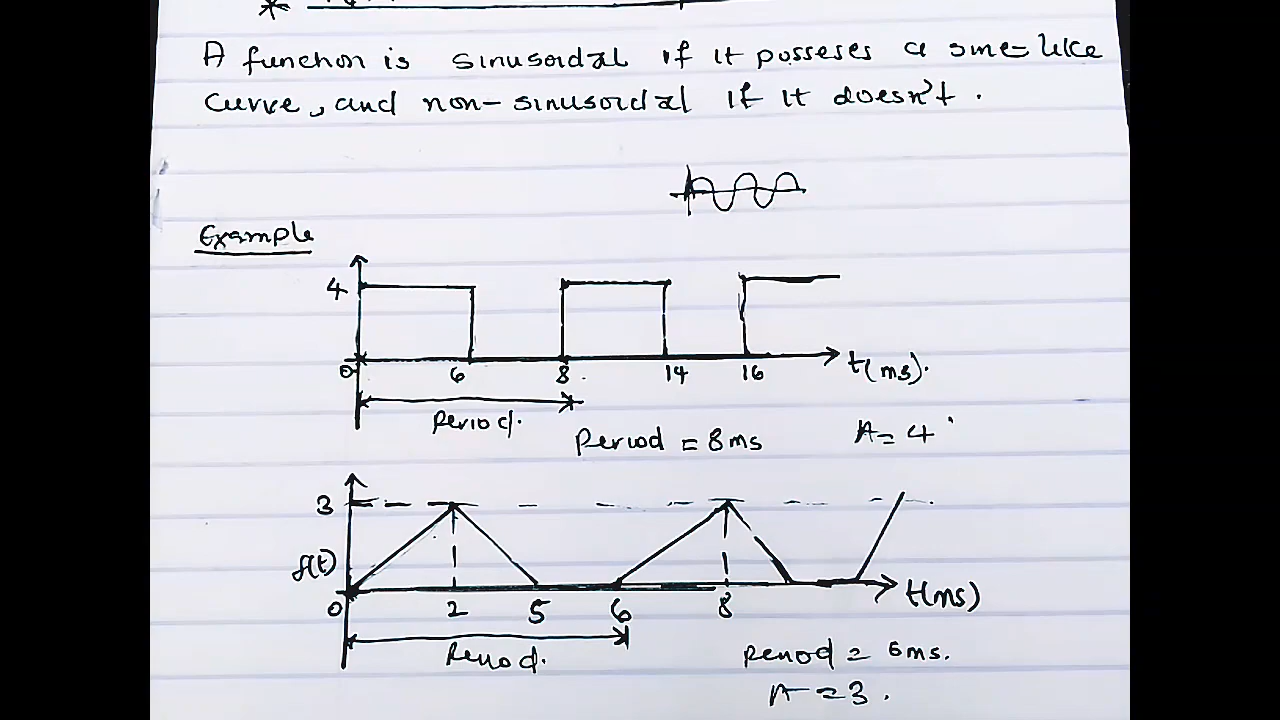 A function is sinusoidal if it posseses a sine-like
curve, and non-sinusoidal if it doesn't.
Example
4
0 6 8 14 16 t(ms).
Period.
Period = 8ms A = 4
3
f(t)
0 2 5 6 8 t(ms)
Period.
period = 6ms.
A = 3.